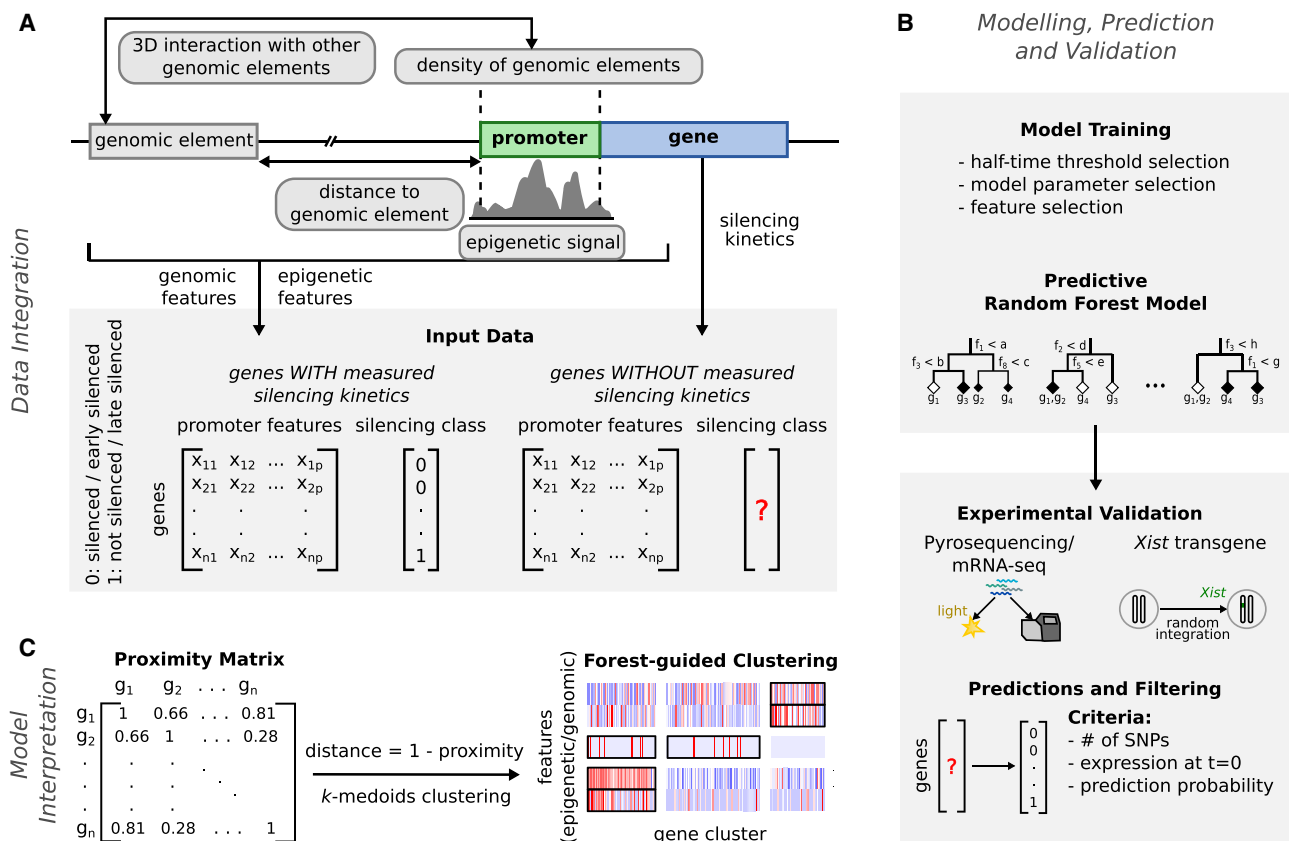 A
3D interaction with other
genomic elements
density of genomic elements
genomic element
//
promoter
gene
distance to
genomic element
epigenetic signal
silencing
kinetics
genomic
features
epigenetic
features
Data Integration
Input Data
0: silenced / early silenced
1: not silenced / late silenced
genes WITH measured
silencing kinetics
promoter features
silencing class
genes
x11 x12 ... x1p
x21 x22 ... x2p
. . .
. . .
xn1 xn2 ... xnp
0
0
.
.
1
genes WITHOUT measured
silencing kinetics
promoter features
silencing class
x11 x12 ... x1p
x21 x22 ... x2p
. . .
. . .
xn1 xn2 ... xnp
?
B
Modelling, Prediction
and Validation
Model Training
- half-time threshold selection
- model parameter selection
- feature selection
Predictive
Random Forest Model
f1 < a
f3 < b
f8 < c
g1 g3 g2 g4
f2 < d
f5 < e
g1,g2 g4 g3
...
f3 < h
f1 < g
g1,g2 g4 g3
Experimental Validation
Pyrosequencing/
mRNA-seq
light
Xist transgene
Xist
random
integration
Predictions and Filtering
genes
?
0
0
.
.
1
Criteria:
- # of SNPs
- expression at t=0
- prediction probability
C
Model
Interpretation
Proximity Matrix
g1 g2 . . . gn
g1 1 0.66 . . . 0.81
g2 0.66 1 . . . 0.28
. . . .
. . . .
. . . .
gn 0.81 0.28 . . . 1
distance = 1 - proximity
k-medoids clustering
Forest-guided Clustering
features
(epigenetic/genomic)
gene cluster